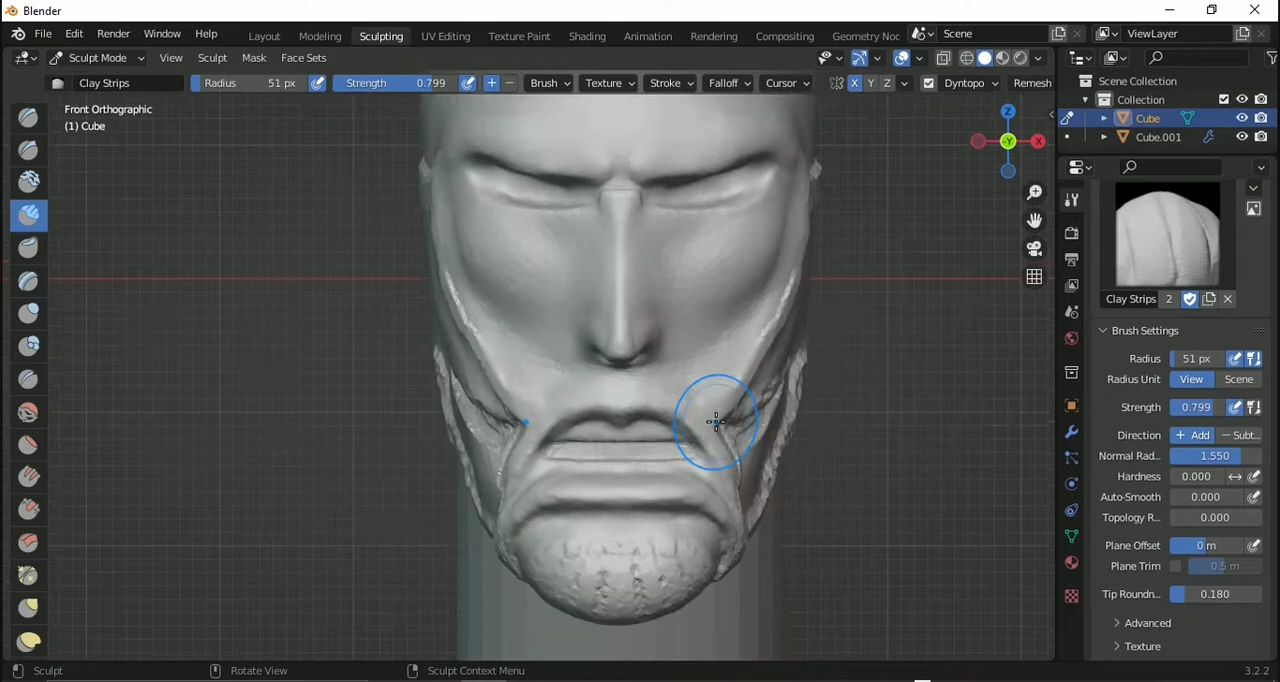 Blender
File Edit Render Window Help Layout Modeling Sculpting UV Editing Texture Paint Shading Animation Rendering Compositing Geometry Noc Scene ViewLayer
Sculpt Mode View Sculpt Mask Face Sets
Clay Strips Radius 51 px Strength 0.799 Brush Texture Stroke Falloff Cursor X Y Z Dyntopo Remesh
Scene Collection
Collection
Cube
Cube.001
Front Orthographic
(1) Cube
Z
-Y X
Clay Strips 2
Brush Settings
Radius 51 px
Radius Unit View Scene
Strength 0.799
Direction + Add − Subt...
Normal Rad... 1.550
Hardness 0.000
Auto-Smooth 0.000
Topology R... 0.000
Plane Offset 0 m
Plane Trim 0.5 m
Tip Roundn... 0.180
Advanced
Texture
Sculpt Rotate View Sculpt Context Menu 3.2.2